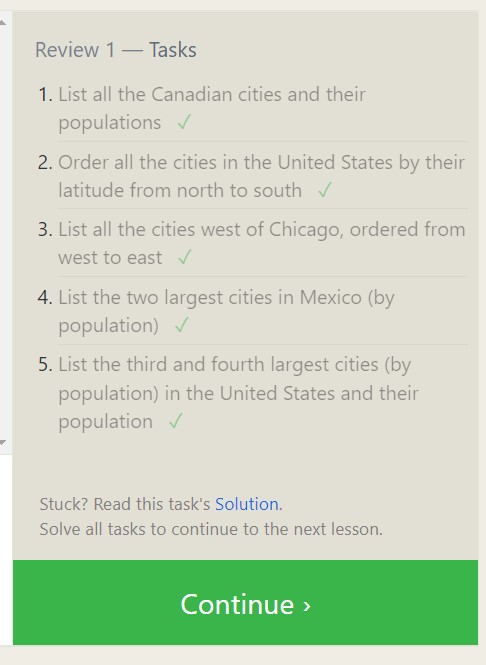 Review 1 — Tasks
1. List all the Canadian cities and their
populations ✓
2. Order all the cities in the United States by their
latitude from north to south ✓
3. List all the cities west of Chicago, ordered from
west to east ✓
4. List the two largest cities in Mexico (by
population) ✓
5. List the third and fourth largest cities (by
population) in the United States and their
population ✓
Stuck? Read this task's Solution.
Solve all tasks to continue to the next lesson.
Continue ›